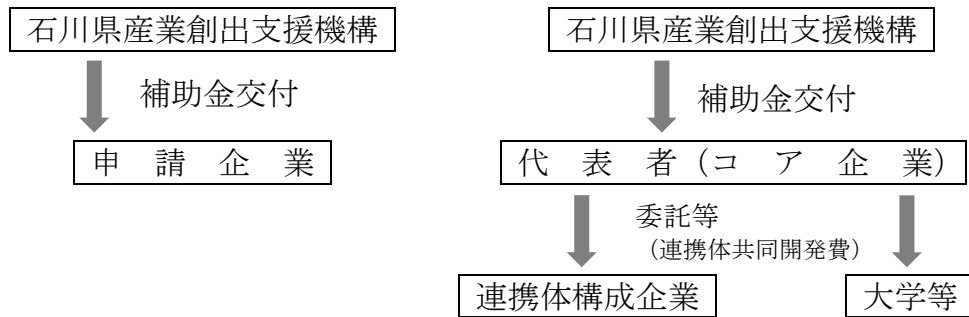 石川県産業創出支援機構
補助金交付
申　請　企　業
石川県産業創出支援機構
補助金交付
代　表　者（コ　ア　企　業）
委託等
（連携体共同開発費）
連携体構成企業
大学等